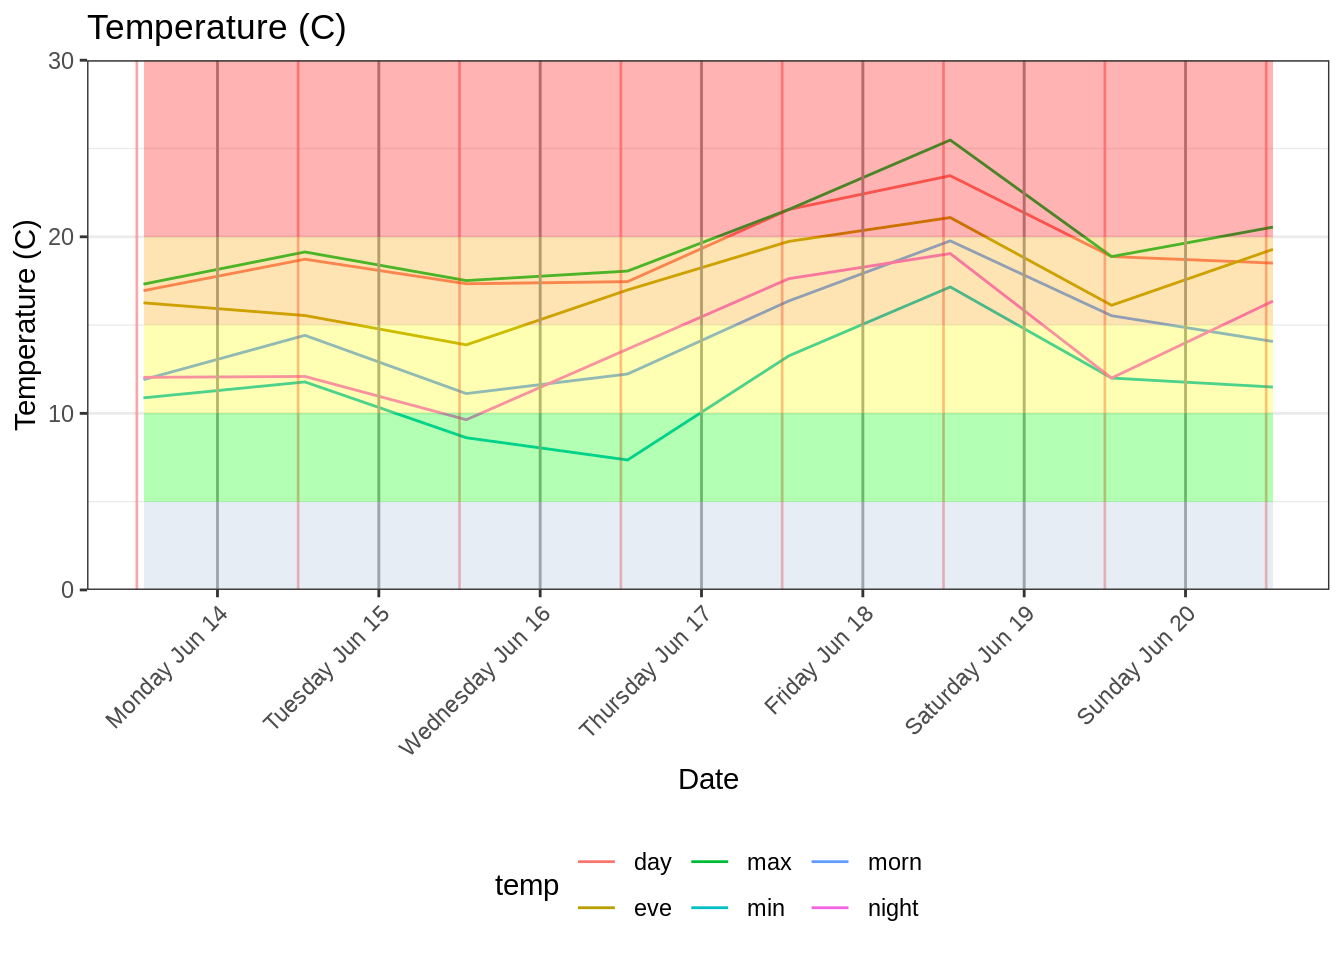 Temperature (C)
Temperature (C)
30
20
10
0
Monday Jun 14
Tuesday Jun 15
Wednesday Jun 16
Thursday Jun 17
Friday Jun 18
Saturday Jun 19
Sunday Jun 20
Date
temp
day
max
morn
eve
min
night